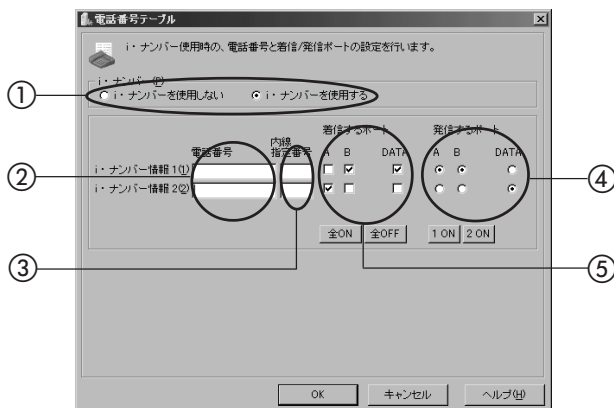 電話番号テーブル
i・ナンバー使用時の、電話番号と着信/発信ポートの設定を行います。
i・ナンバー(P)
① i・ナンバーを使用しない i・ナンバーを使用する
着信するポート 発信するポート
電話番号 内線指定番号 A B DATA A B DATA
② i・ナンバー情報 1(1) ④
i・ナンバー情報 2(2)
全ON 全OFF 1 ON 2 ON
③ ⑤
OK キャンセル ヘルプ(H)